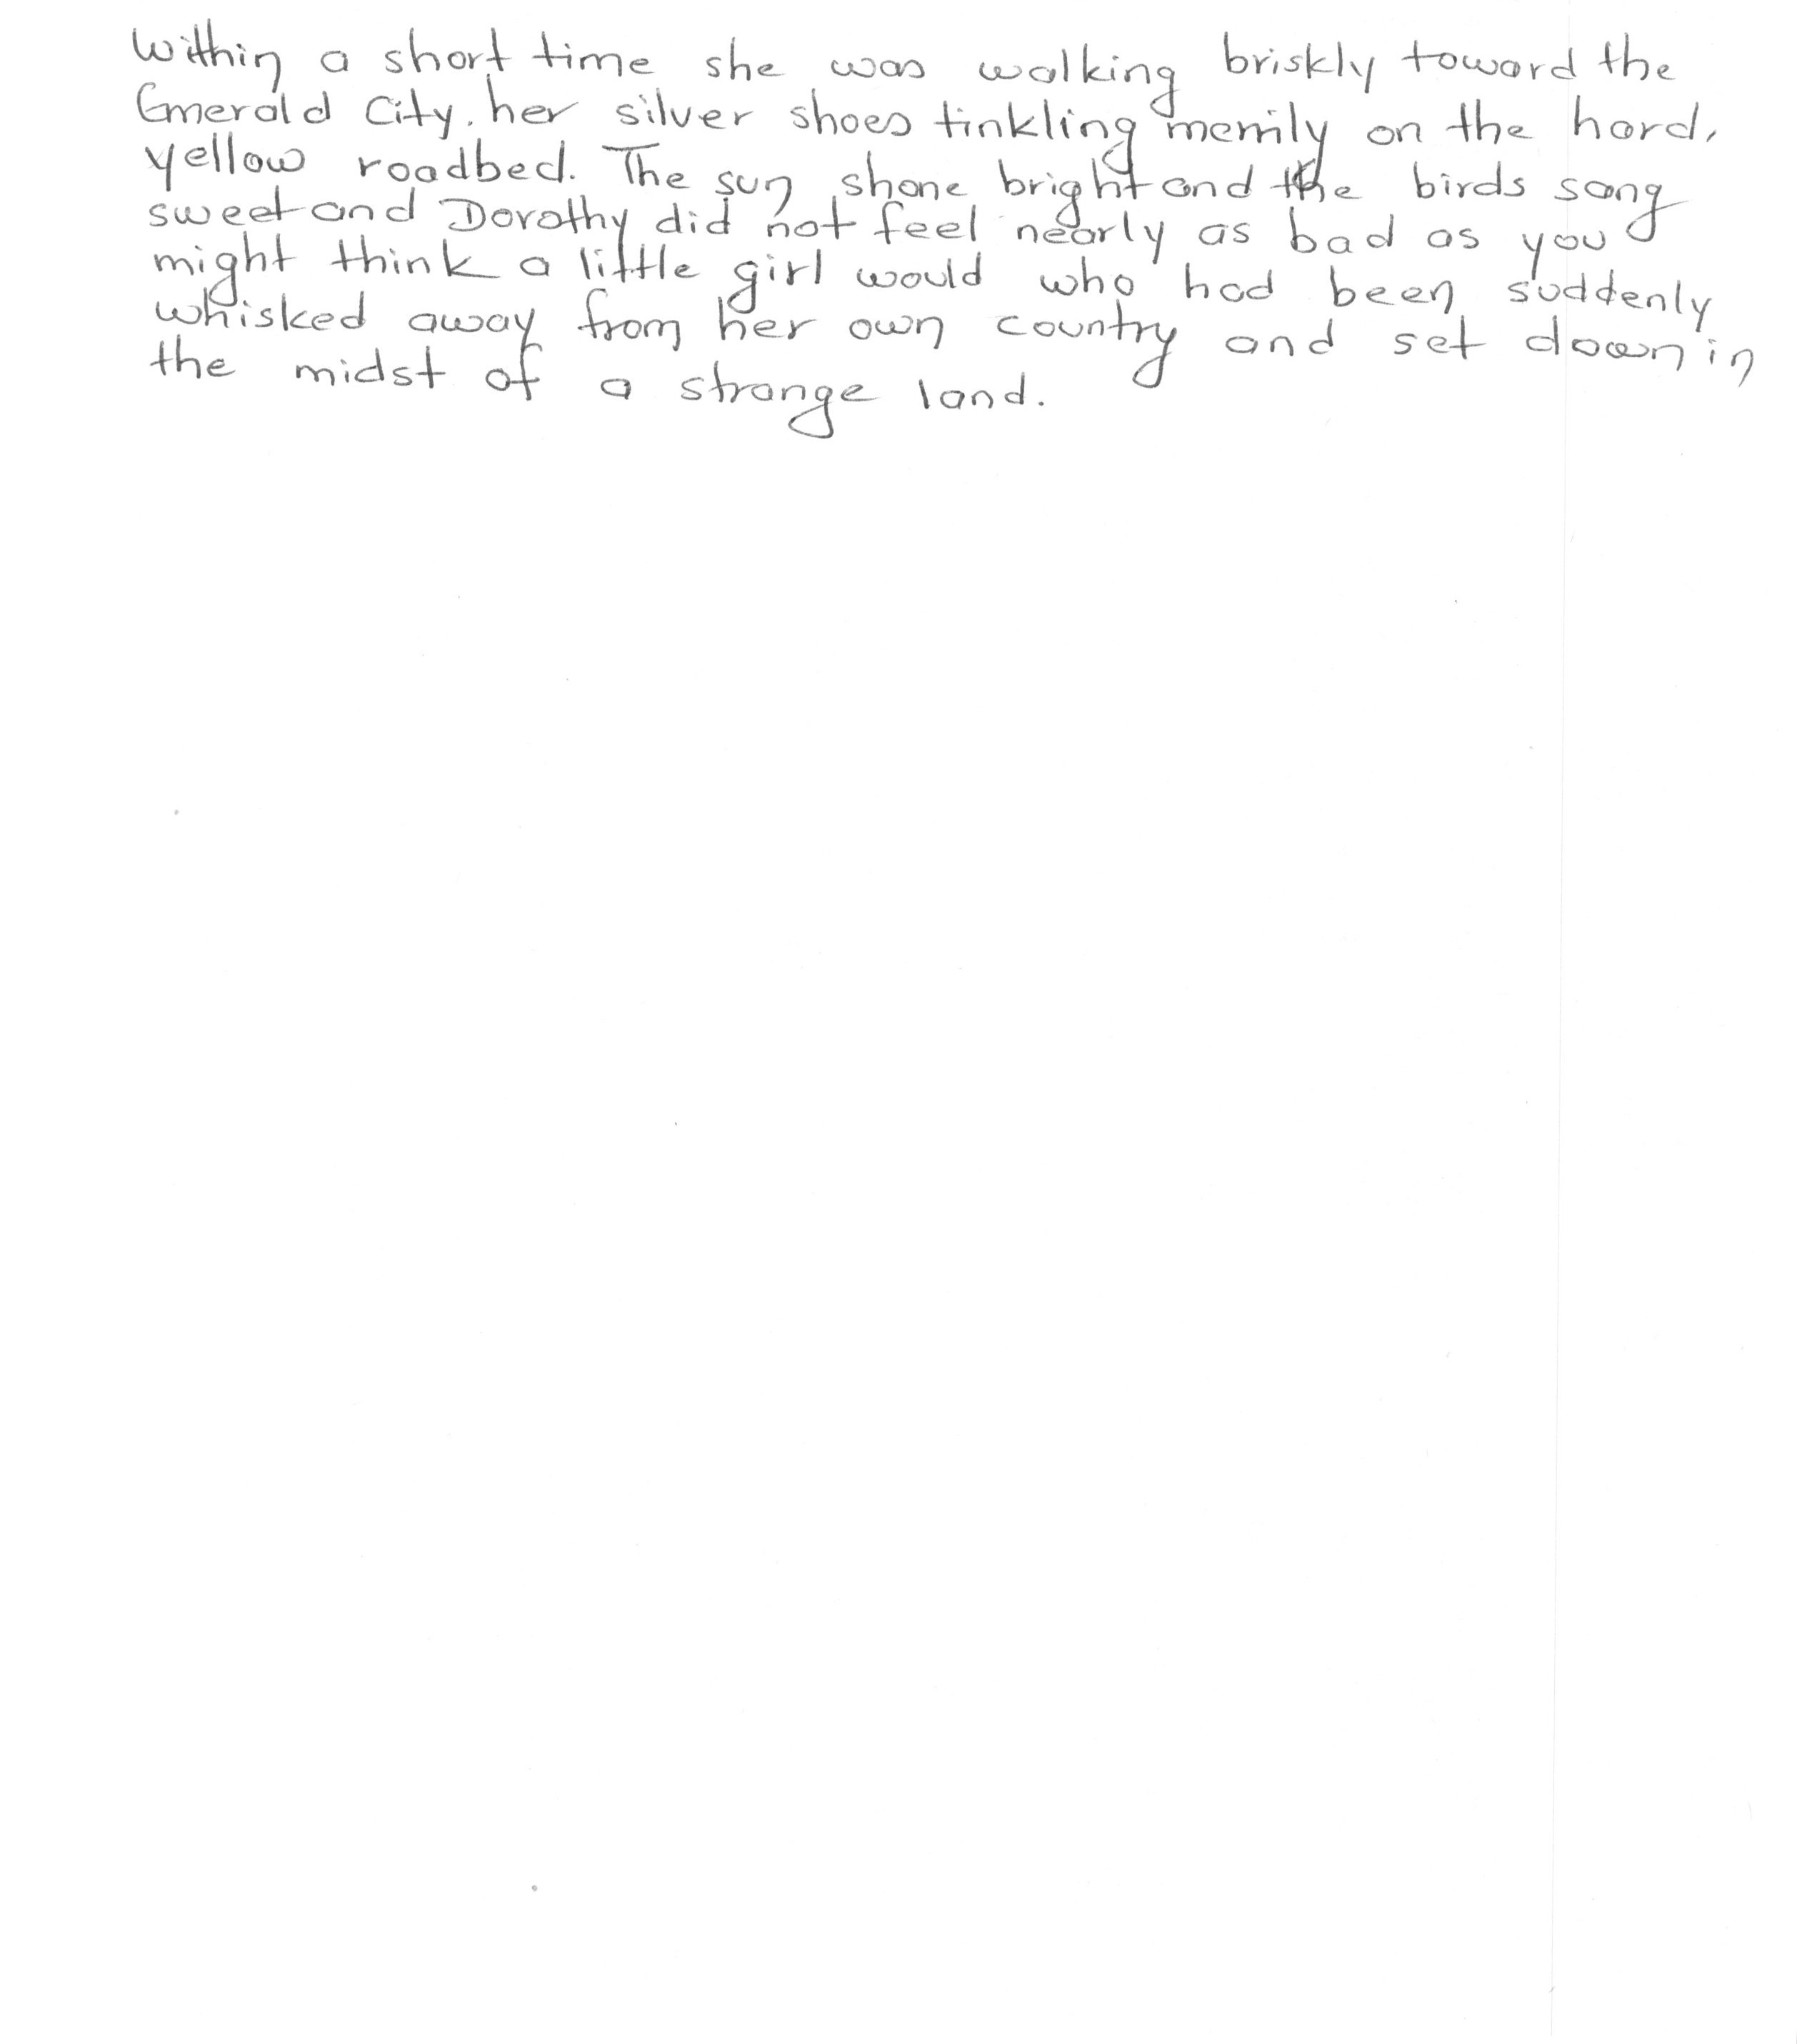 Within a short time she was walking briskly toward the
Emerald City, her silver shoes tinkling merrily on the hard,
yellow roadbed. The sun shone bright and the birds sang
sweet and Dorothy did not feel nearly as bad as you
might think a little girl would who had been suddenly
whisked away from her own country and set down in
the midst of a strange land.